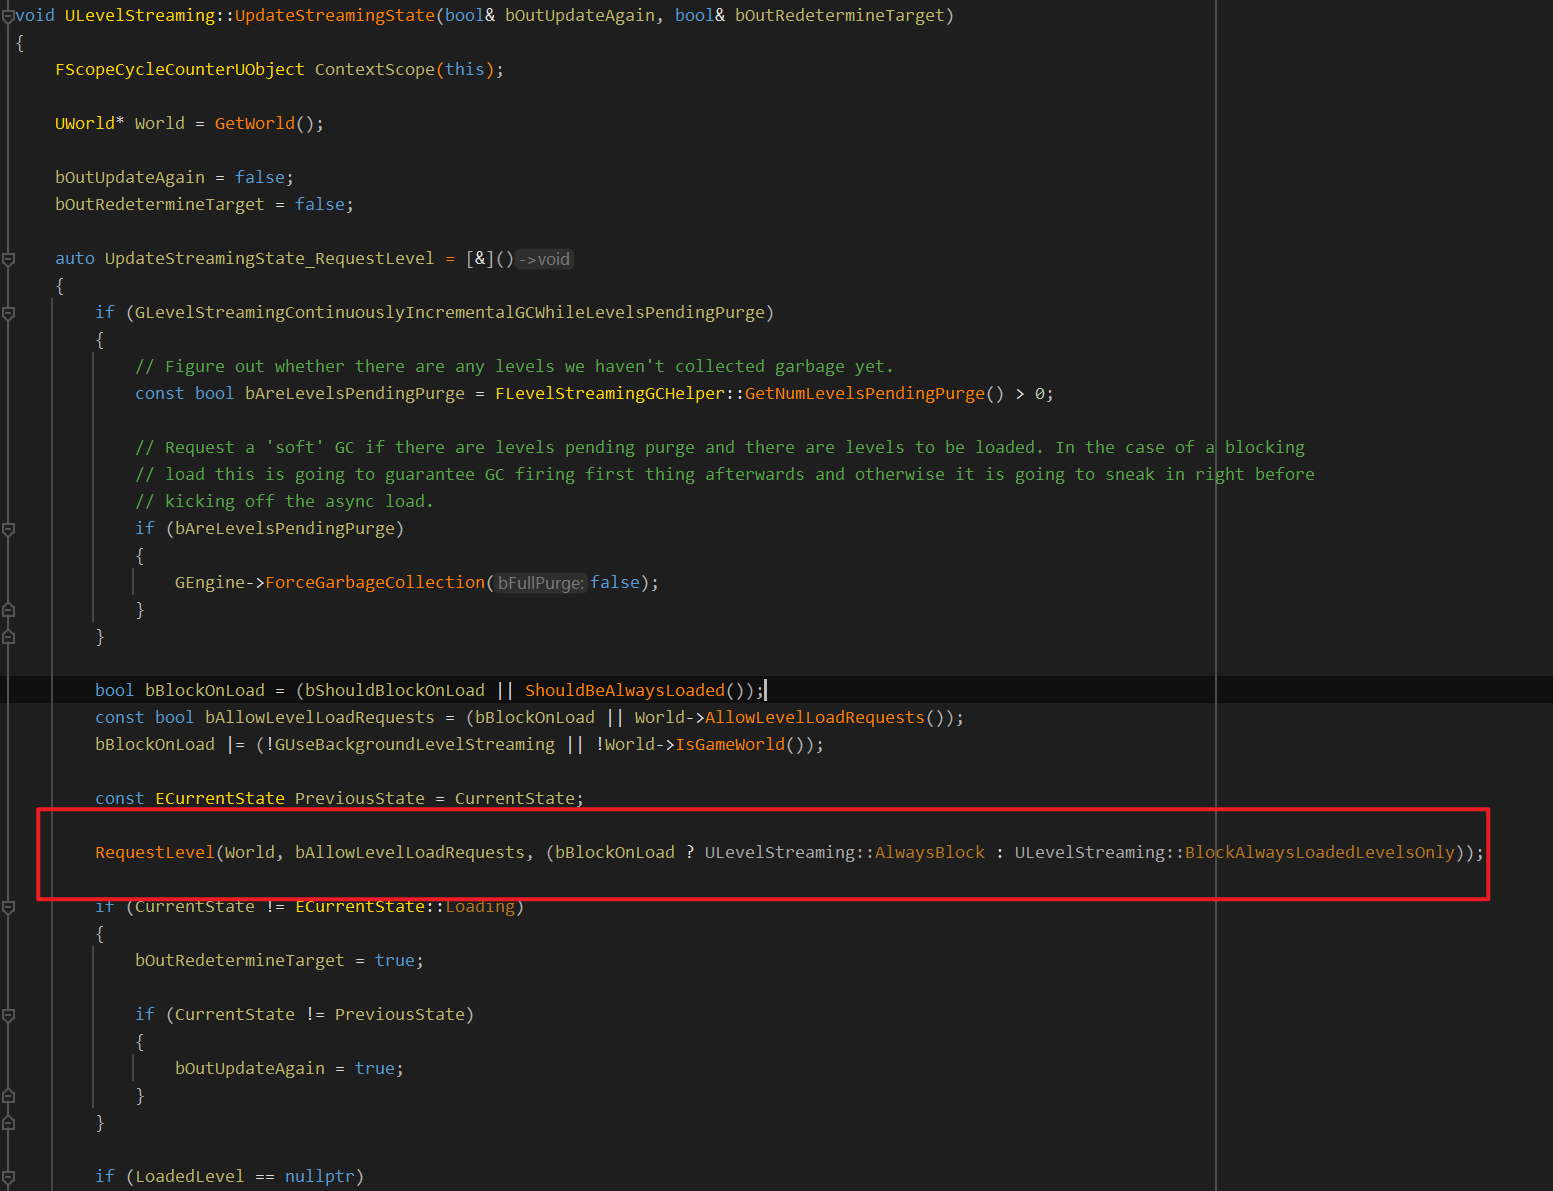 void ULevelStreaming::UpdateStreamingState(bool& bOutUpdateAgain, bool& bOutRedetermineTarget)
{
    FScopeCycleCounterUObject ContextScope(this);

    UWorld* World = GetWorld();

    bOutUpdateAgain = false;
    bOutRedetermineTarget = false;

    auto UpdateStreamingState_RequestLevel = [&]() ->void
    {
        if (GLevelStreamingContinuouslyIncrementalGCWhileLevelsPendingPurge)
        {
            // Figure out whether there are any levels we haven't collected garbage yet.
            const bool bAreLevelsPendingPurge = FLevelStreamingGCHelper::GetNumLevelsPendingPurge() > 0;

            // Request a 'soft' GC if there are levels pending purge and there are levels to be loaded. In the case of a blocking
            // load this is going to guarantee GC firing first thing afterwards and otherwise it is going to sneak in right before
            // kicking off the async load.
            if (bAreLevelsPendingPurge)
            {
                GEngine->ForceGarbageCollection( bFullPurge: false);
            }
        }

        bool bBlockOnLoad = (bShouldBlockOnLoad || ShouldBeAlwaysLoaded());
        const bool bAllowLevelLoadRequests = (bBlockOnLoad || World->AllowLevelLoadRequests());
        bBlockOnLoad |= (!GUseBackgroundLevelStreaming || !World->IsGameWorld());

        const ECurrentState PreviousState = CurrentState;

        RequestLevel(World, bAllowLevelLoadRequests, (bBlockOnLoad ? ULevelStreaming::AlwaysBlock : ULevelStreaming::BlockAlwaysLoadedLevelsOnly));

        if (CurrentState != ECurrentState::Loading)
        {
            bOutRedetermineTarget = true;

            if (CurrentState != PreviousState)
            {
                bOutUpdateAgain = true;
            }
        }

        if (LoadedLevel == nullptr)